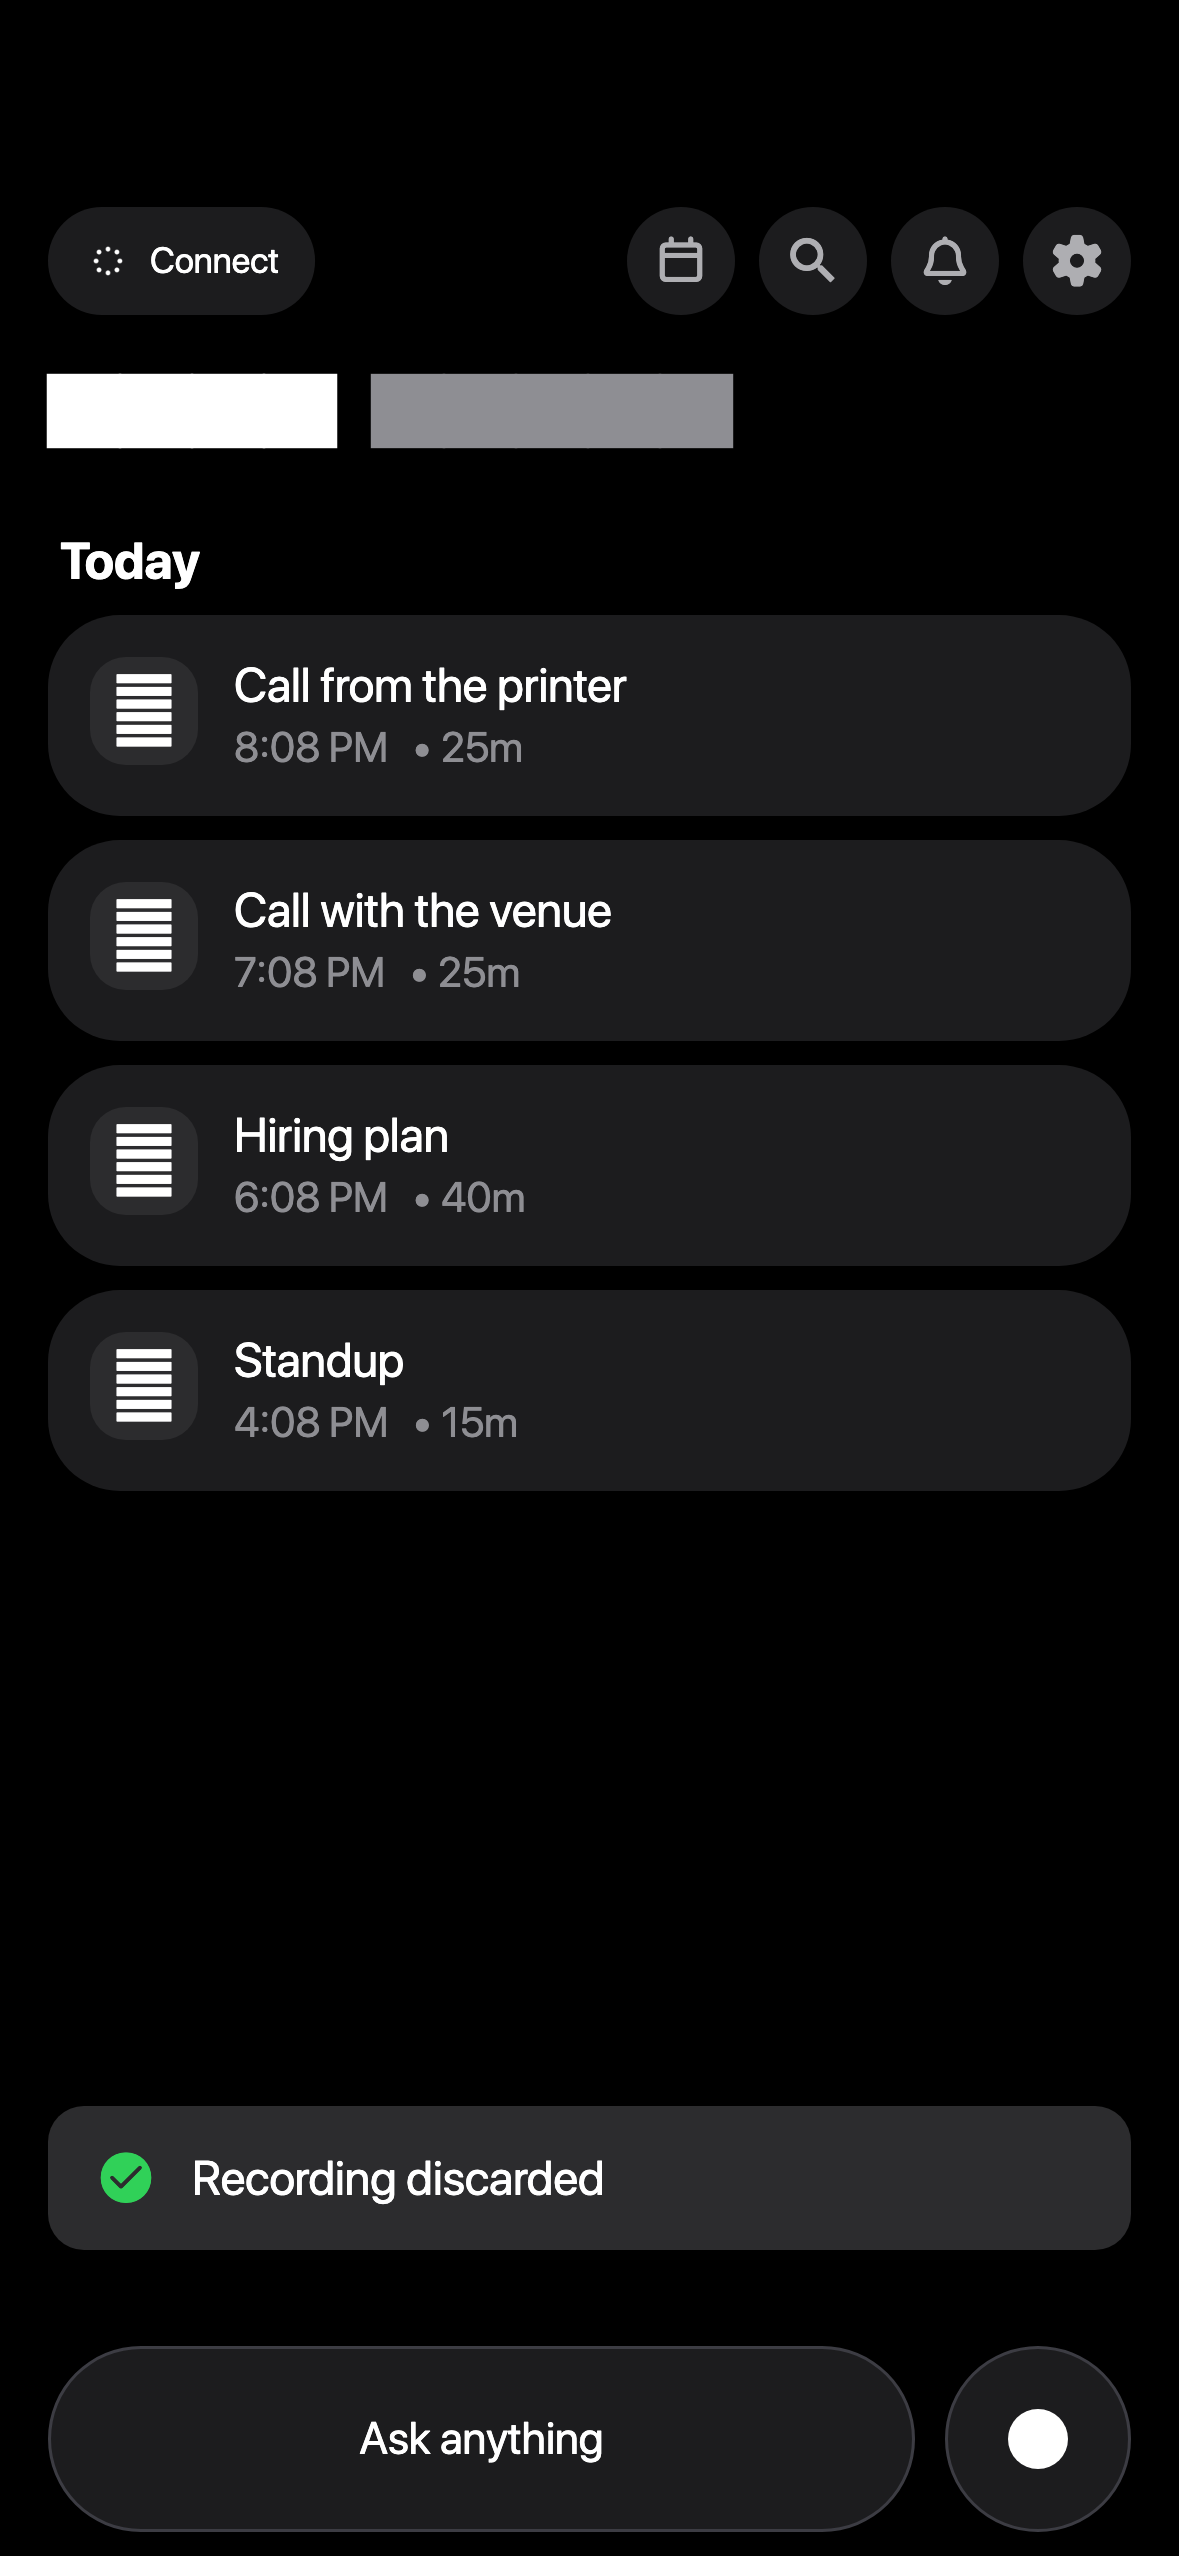 Connect
Today
Call from the printer
8:08 PM • 25m
Call with the venue
7:08 PM • 25m
Hiring plan
6:08 PM • 40m
Standup
4:08 PM • 15m
Recording discarded
Ask anything